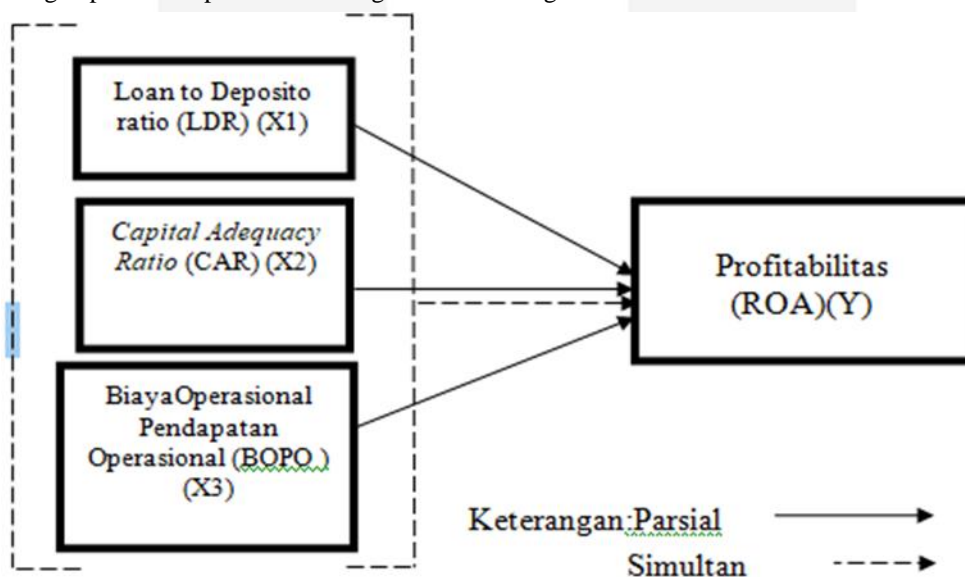 Loan to Deposito
ratio (LDR) (X1)
Capital Adequacy
Ratio (CAR) (X2)
BiayaOperasional
Pendapatan
Operasional (BOPO )
(X3)
Profitabilitas
(ROA)(Y)
Keterangan:Parsial
Simultan